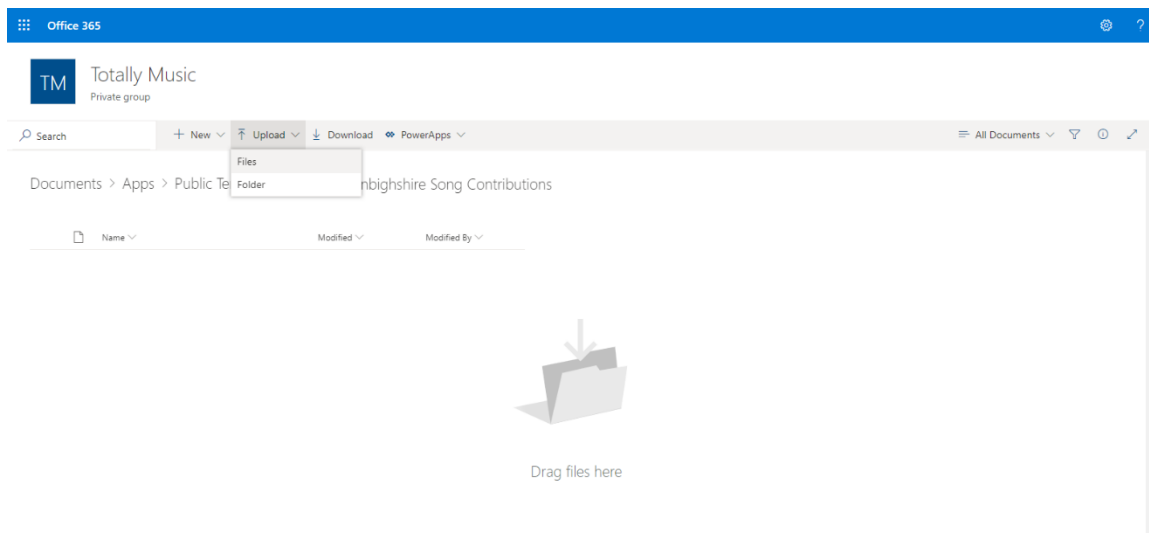 Office 365
?
TM
Totally Music
Private group
Search
New
Upload
Download
PowerApps
All Documents
Files
Folder
Documents > Apps > Public Te nbighshire Song Contributions
Name
Modified
Modified By
Drag files here